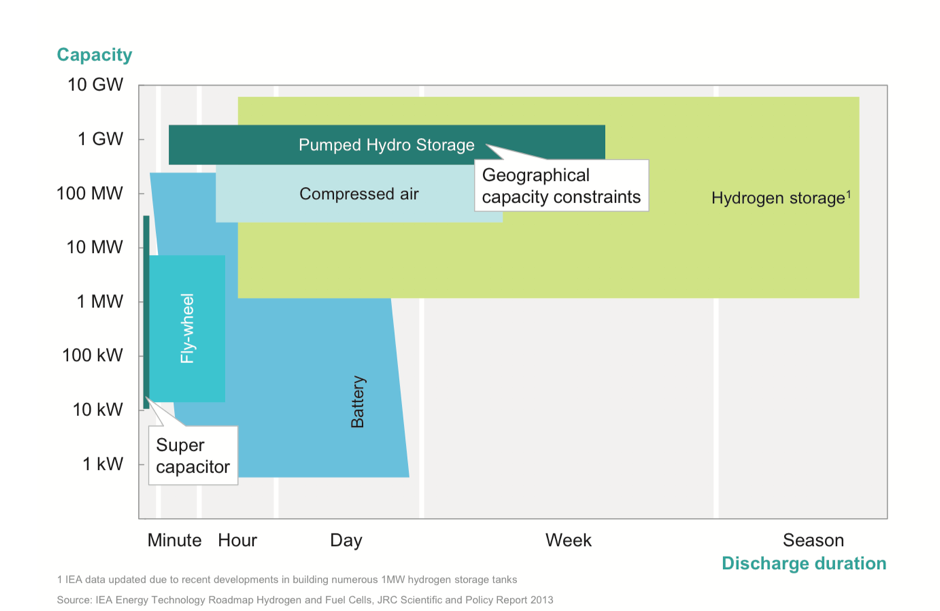 Capacity
10 GW
1 GW
100 MW
10 MW
1 MW
100 kW
10 kW
1 kW
Pumped Hydro Storage
Geographical
capacity constraints
Compressed air
Hydrogen storage¹
Fly-wheel
Battery
Super
capacitor
Minute Hour Day Week Season
Discharge duration
1 IEA data updated due to recent developments in building numerous 1MW hydrogen storage tanks
Source: IEA Energy Technology Roadmap Hydrogen and Fuel Cells, JRC Scientific and Policy Report 2013